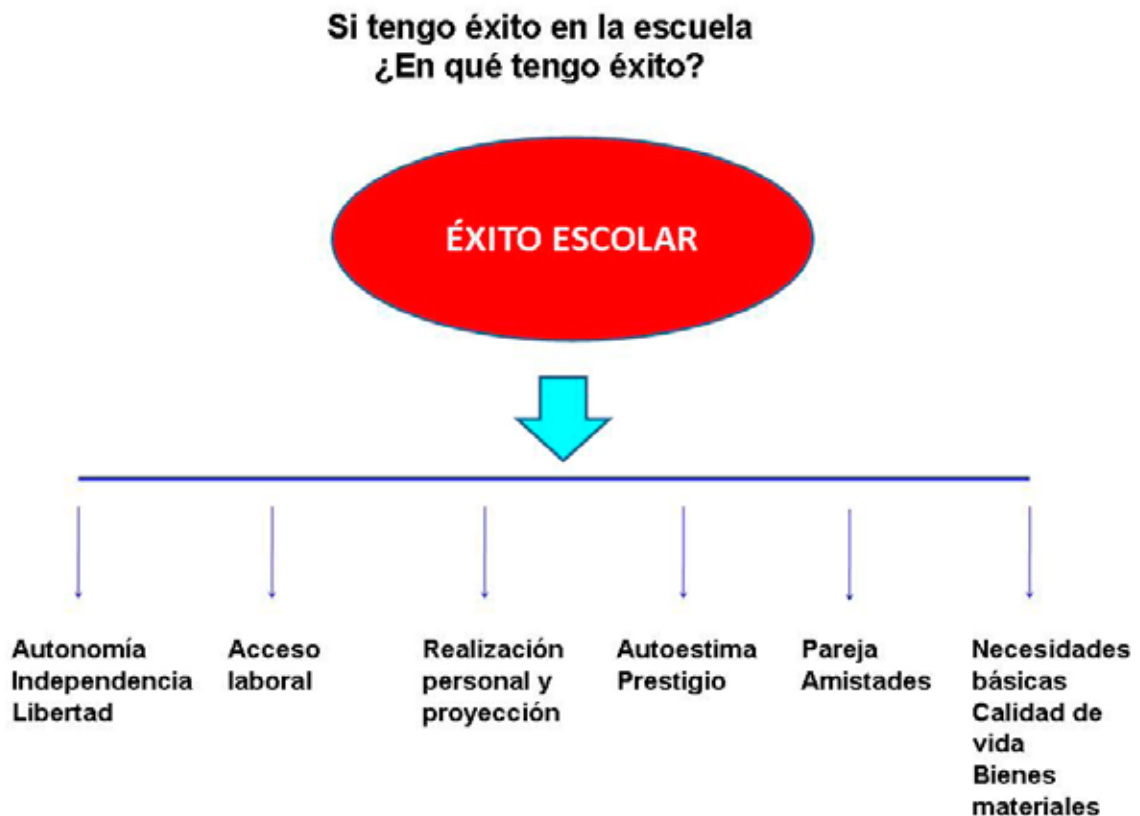 Si tengo éxito en la escuela
¿En qué tengo éxito?
ÉXITO ESCOLAR
Autonomía
Independencia
Libertad
Acceso
laboral
Realización
personal y
proyección
Autoestima
Prestigio
Pareja
Amistades
Necesidades
básicas
Calidad de
vida
Bienes
materiales